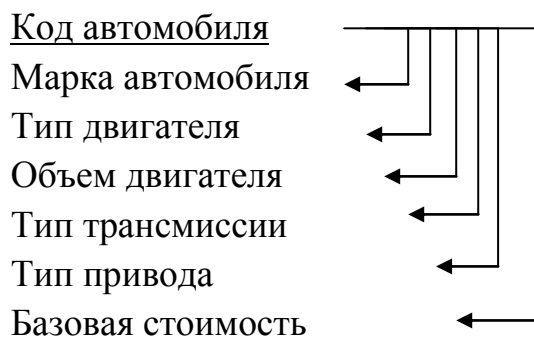 Код автомобиля
Марка автомобиля
Тип двигателя
Объем двигателя
Тип трансмиссии
Тип привода
Базовая стоимость